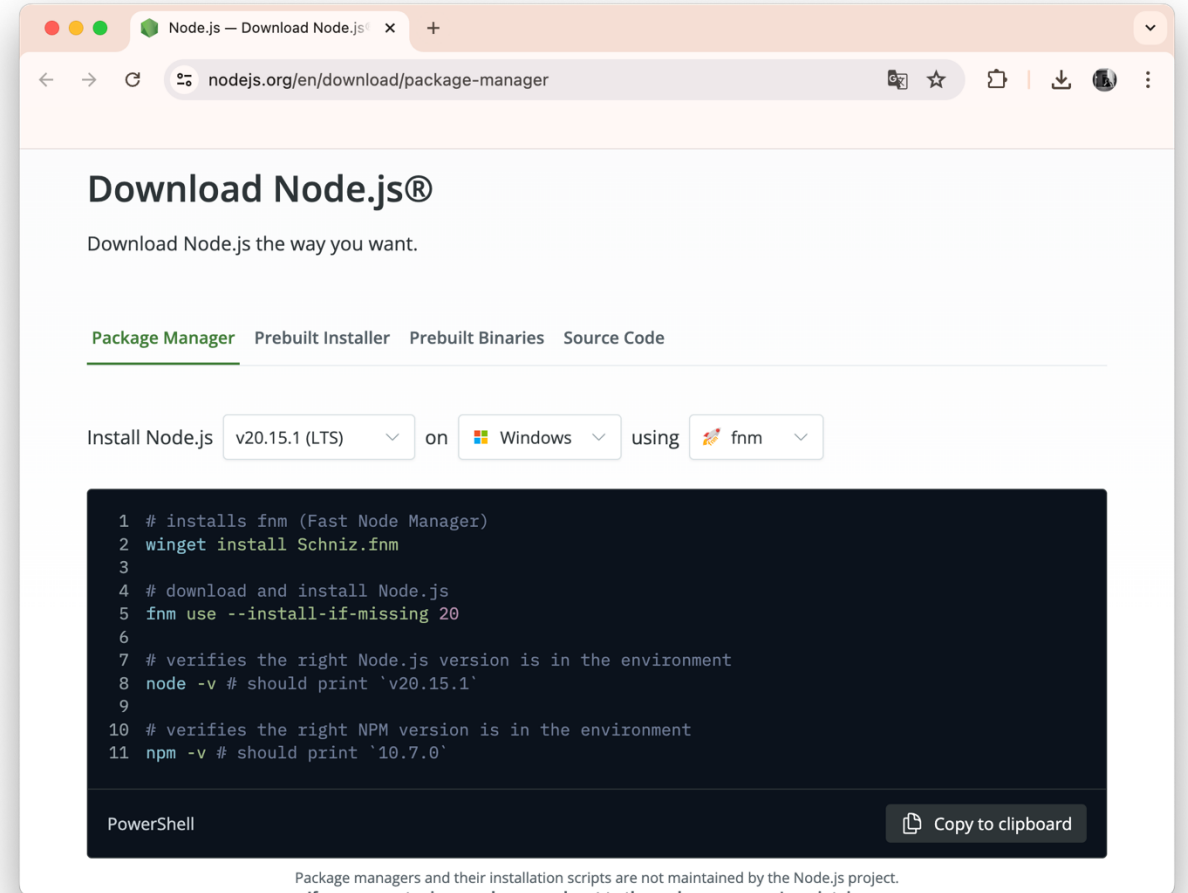 Node.js — Download Node.js®
nodejs.org/en/download/package-manager
Download Node.js®
Download Node.js the way you want.
Package Manager Prebuilt Installer Prebuilt Binaries Source Code
Install Node.js v20.15.1 (LTS) on Windows using fnm
1 # installs fnm (Fast Node Manager)
2 winget install Schniz.fnm
3
4 # download and install Node.js
5 fnm use --install-if-missing 20
6
7 # verifies the right Node.js version is in the environment
8 node -v # should print `v20.15.1`
9
10 # verifies the right NPM version is in the environment
11 npm -v # should print `10.7.0`
PowerShell Copy to clipboard
Package managers and their installation scripts are not maintained by the Node.js project.